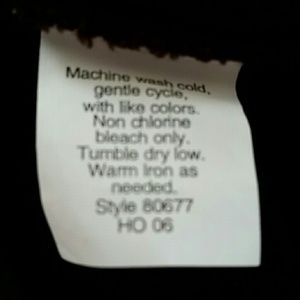 Machine wash cold,
gentle cycle,
with like colors.
Non chlorine
bleach only.
Tumble dry low.
Warm Iron as
needed.
Style 80677
HO 06